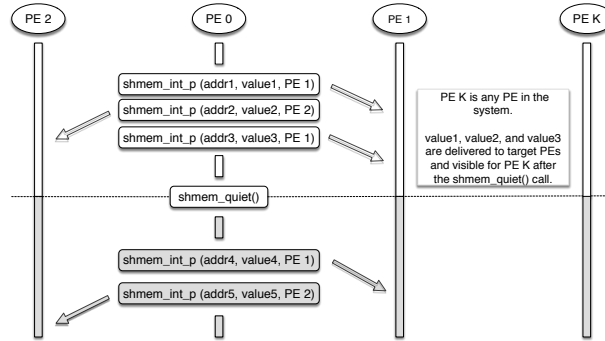 PE 2
PE 0
PE 1
PE K
shmem_int_p (addr1, value1, PE 1)
shmem_int_p (addr2, value2, PE 2)
shmem_int_p (addr3, value3, PE 1)
PE K is any PE in the
system.
value1, value2, and value3
are delivered to target PEs
and visible for PE K after
the shmem_quiet() call.
shmem_quiet()
shmem_int_p (addr4, value4, PE 1)
shmem_int_p (addr5, value5, PE 2)